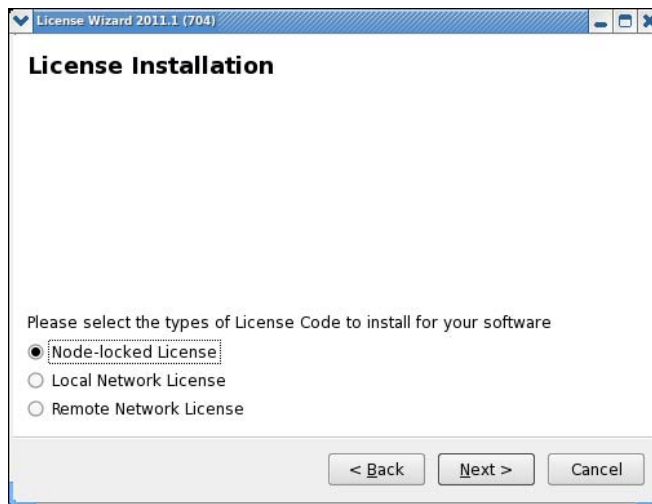 License Wizard 2011.1 (704)
License Installation
Please select the types of License Code to install for your software
Node-locked License
Local Network License
Remote Network License
< Back Next > Cancel